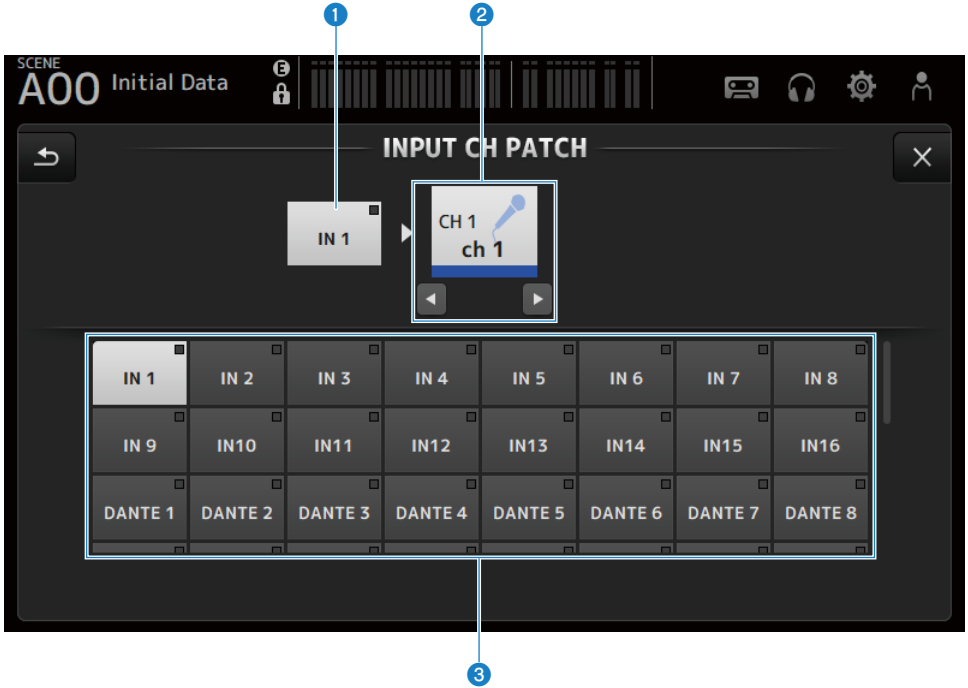 1 2
SCENE
A00 Initial Data E
INPUT CH PATCH
IN 1
CH 1
ch 1
IN 1 IN 2 IN 3 IN 4 IN 5 IN 6 IN 7 IN 8
IN 9 IN10 IN11 IN12 IN13 IN14 IN15 IN16
DANTE 1 DANTE 2 DANTE 3 DANTE 4 DANTE 5 DANTE 6 DANTE 7 DANTE 8
3